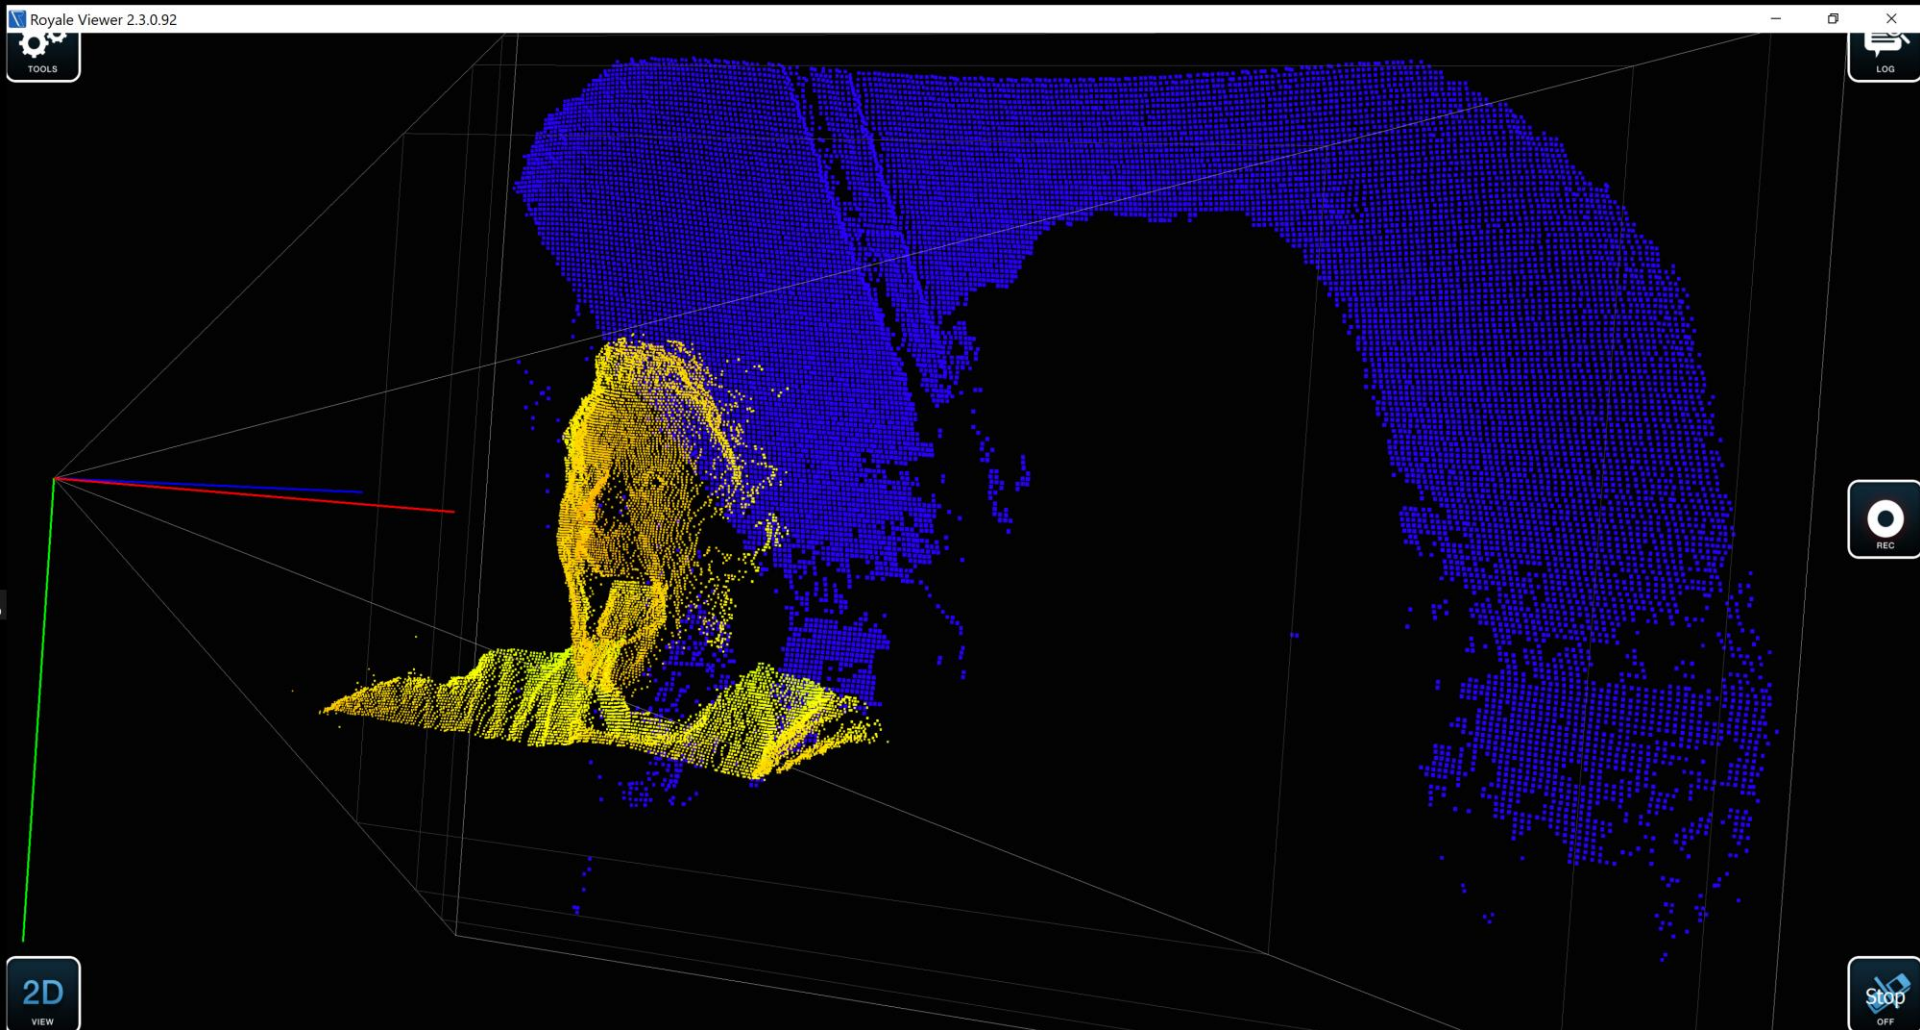 Royale Viewer 2.3.0.92
TOOLS
LOG
REC
2D
VIEW
Stop
OFF